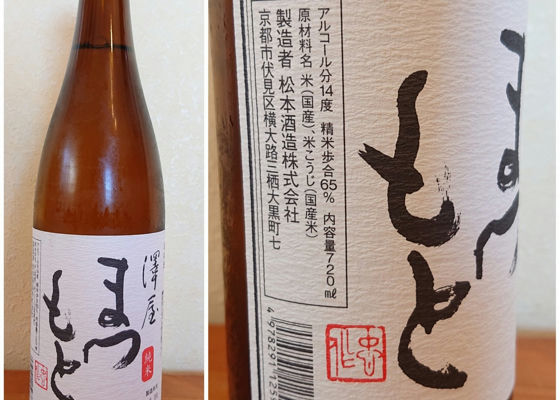 澤屋
まつ
もと
純米
アルコール分14度 精米歩合65% 内容量720㎖
原材料名 米(国産)、米こうじ(国産米)
製造者 松本酒造株式会社
京都市伏見区横大路三栖大黒町七
まつ
もと
4 978291 1125